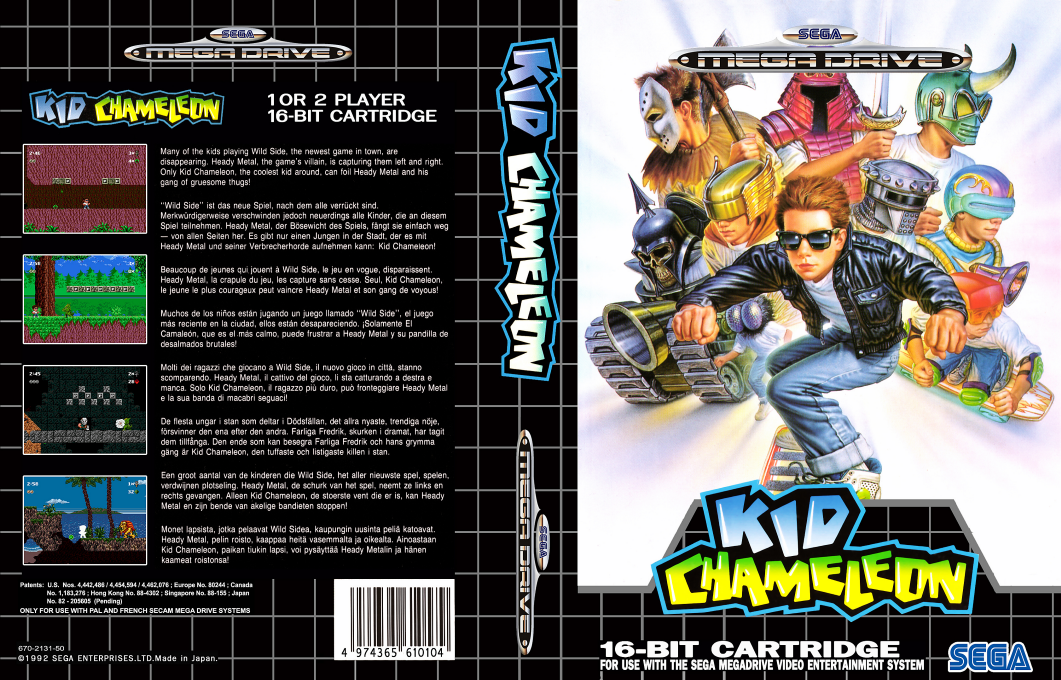 SEGA
MEGA DRIVE
KID CHAMELEON
1 OR 2 PLAYER
16-BIT CARTRIDGE
Many of the kids playing Wild Side, the newest game in town, are
disappearing. Heady Metal, the game's villain, is capturing them left and right.
Only Kid Chameleon, the coolest kid around, can foil Heady Metal and his
gang of gruesome thugs!
"Wild Side" ist das neue Spiel, nach dem alle verrückt sind.
Merkwürdigerweise verschwinden jedoch neuerdings alle Kinder, die an diesem
Spiel teilnehmen. Heady Metal, der Bösewicht des Spiels, fängt sie einfach weg
— von allen Seiten her. Es gibt nur einen Jungen in der Stadt, der es mit
Heady Metal und seiner Verbrecherhorde aufnehmen kann: Kid Chameleon!
Beaucoup de jeunes qui jouent à Wild Side, le jeu en vogue, disparaissent.
Heady Metal, la crapule du jeu, les capture sans cesse. Seul, Kid Chameleon,
le jeune le plus courageux peut vaincre Heady Metal et son gang de voyous!
Muchos de los niños están jugando un juego llamado "Wild Side", el juego
más reciente en la ciudad, ellos están desapareciendo. ¡Solamente El
Camaleón, que es el más calmo, puede frustrar a Heady Metal y su pandilla de
desalmados brutales!
Molti dei ragazzi che giocano a Wild Side, il nuovo gioco in città, stanno
scomparendo. Heady Metal, il cattivo del gioco, li sta catturando a destra e
manca. Solo Kid Chameleon, il ragazzo più duro, può fronteggiare Heady Metal
e la sua banda di macabri seguaci!
De flesta ungar i stan som deltar i Dödsfällan, det allra nyaste, trendiga nöje,
försvinner den ena efter den andra. Farliga Fredrik, skurken i dramat, har tagit
dem tillfånga. Den ende som kan besegra Farliga Fredrik och hans grymma
gäng är Kid Chameleon, den tuffaste och listigaste killen i stan.
Een groot aantal van de kinderen die Wild Side, het aller nieuwste spel, spelen,
verdwijnen plotseling. Heady Metal, de schurk van het spel, neemt ze links en
rechts gevangen. Alleen Kid Chameleon, de stoerste vent die er is, kan Heady
Metal en zijn bende van akelige bandieten stoppen!
Monet lapsista, jotka pelaavat Wild Sidea, kaupungin uusinta peliä katoavat.
Heady Metal, pelin roisto, kaappaa heitä vasemmalta ja oikealta. Ainoastaan
Kid Chameleon, paikan tiukin lapsi, voi pysäyttää Heady Metalin ja hänen
kaameat roistonsa!
Patents: U.S. Nos. 4,442,486 / 4,454,594 / 4,462,076 ; Europe No. 80244 ; Canada
No. 1,183,276 ; Hong Kong No. 88-4302 ; Singapore No. 88-155 ; Japan
No. 82 - 205605 (Pending)
ONLY FOR USE WITH PAL AND FRENCH SECAM MEGA DRIVE SYSTEMS
670-2131-50
©1992 SEGA ENTERPRISES.LTD.Made in Japan.
4 974365 610104
KID CHAMELEON
MEGA DRIVE
SEGA
SEGA
MEGA DRIVE
KID
CHAMELEON
16-BIT CARTRIDGE
FOR USE WITH THE SEGA MEGADRIVE VIDEO ENTERTAINMENT SYSTEM
SEGA